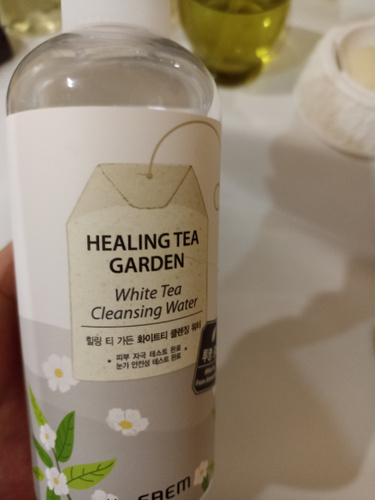 HEALING TEA
GARDEN
White Tea
Cleansing Water
힐링 티 가든 화이트티 클렌징 워터
• 피부 자극 테스트 완료 •
눈가 안전성 테스트 완료